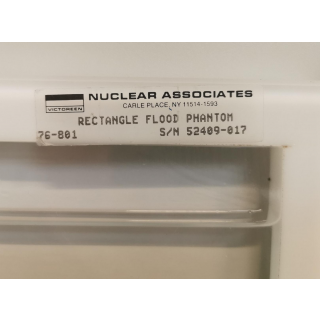 VICTOREEN
NUCLEAR ASSOCIATES
CARLE PLACE, NY 11514-1593
RECTANGLE FLOOD PHANTOM
76-801 S/N 52409-017